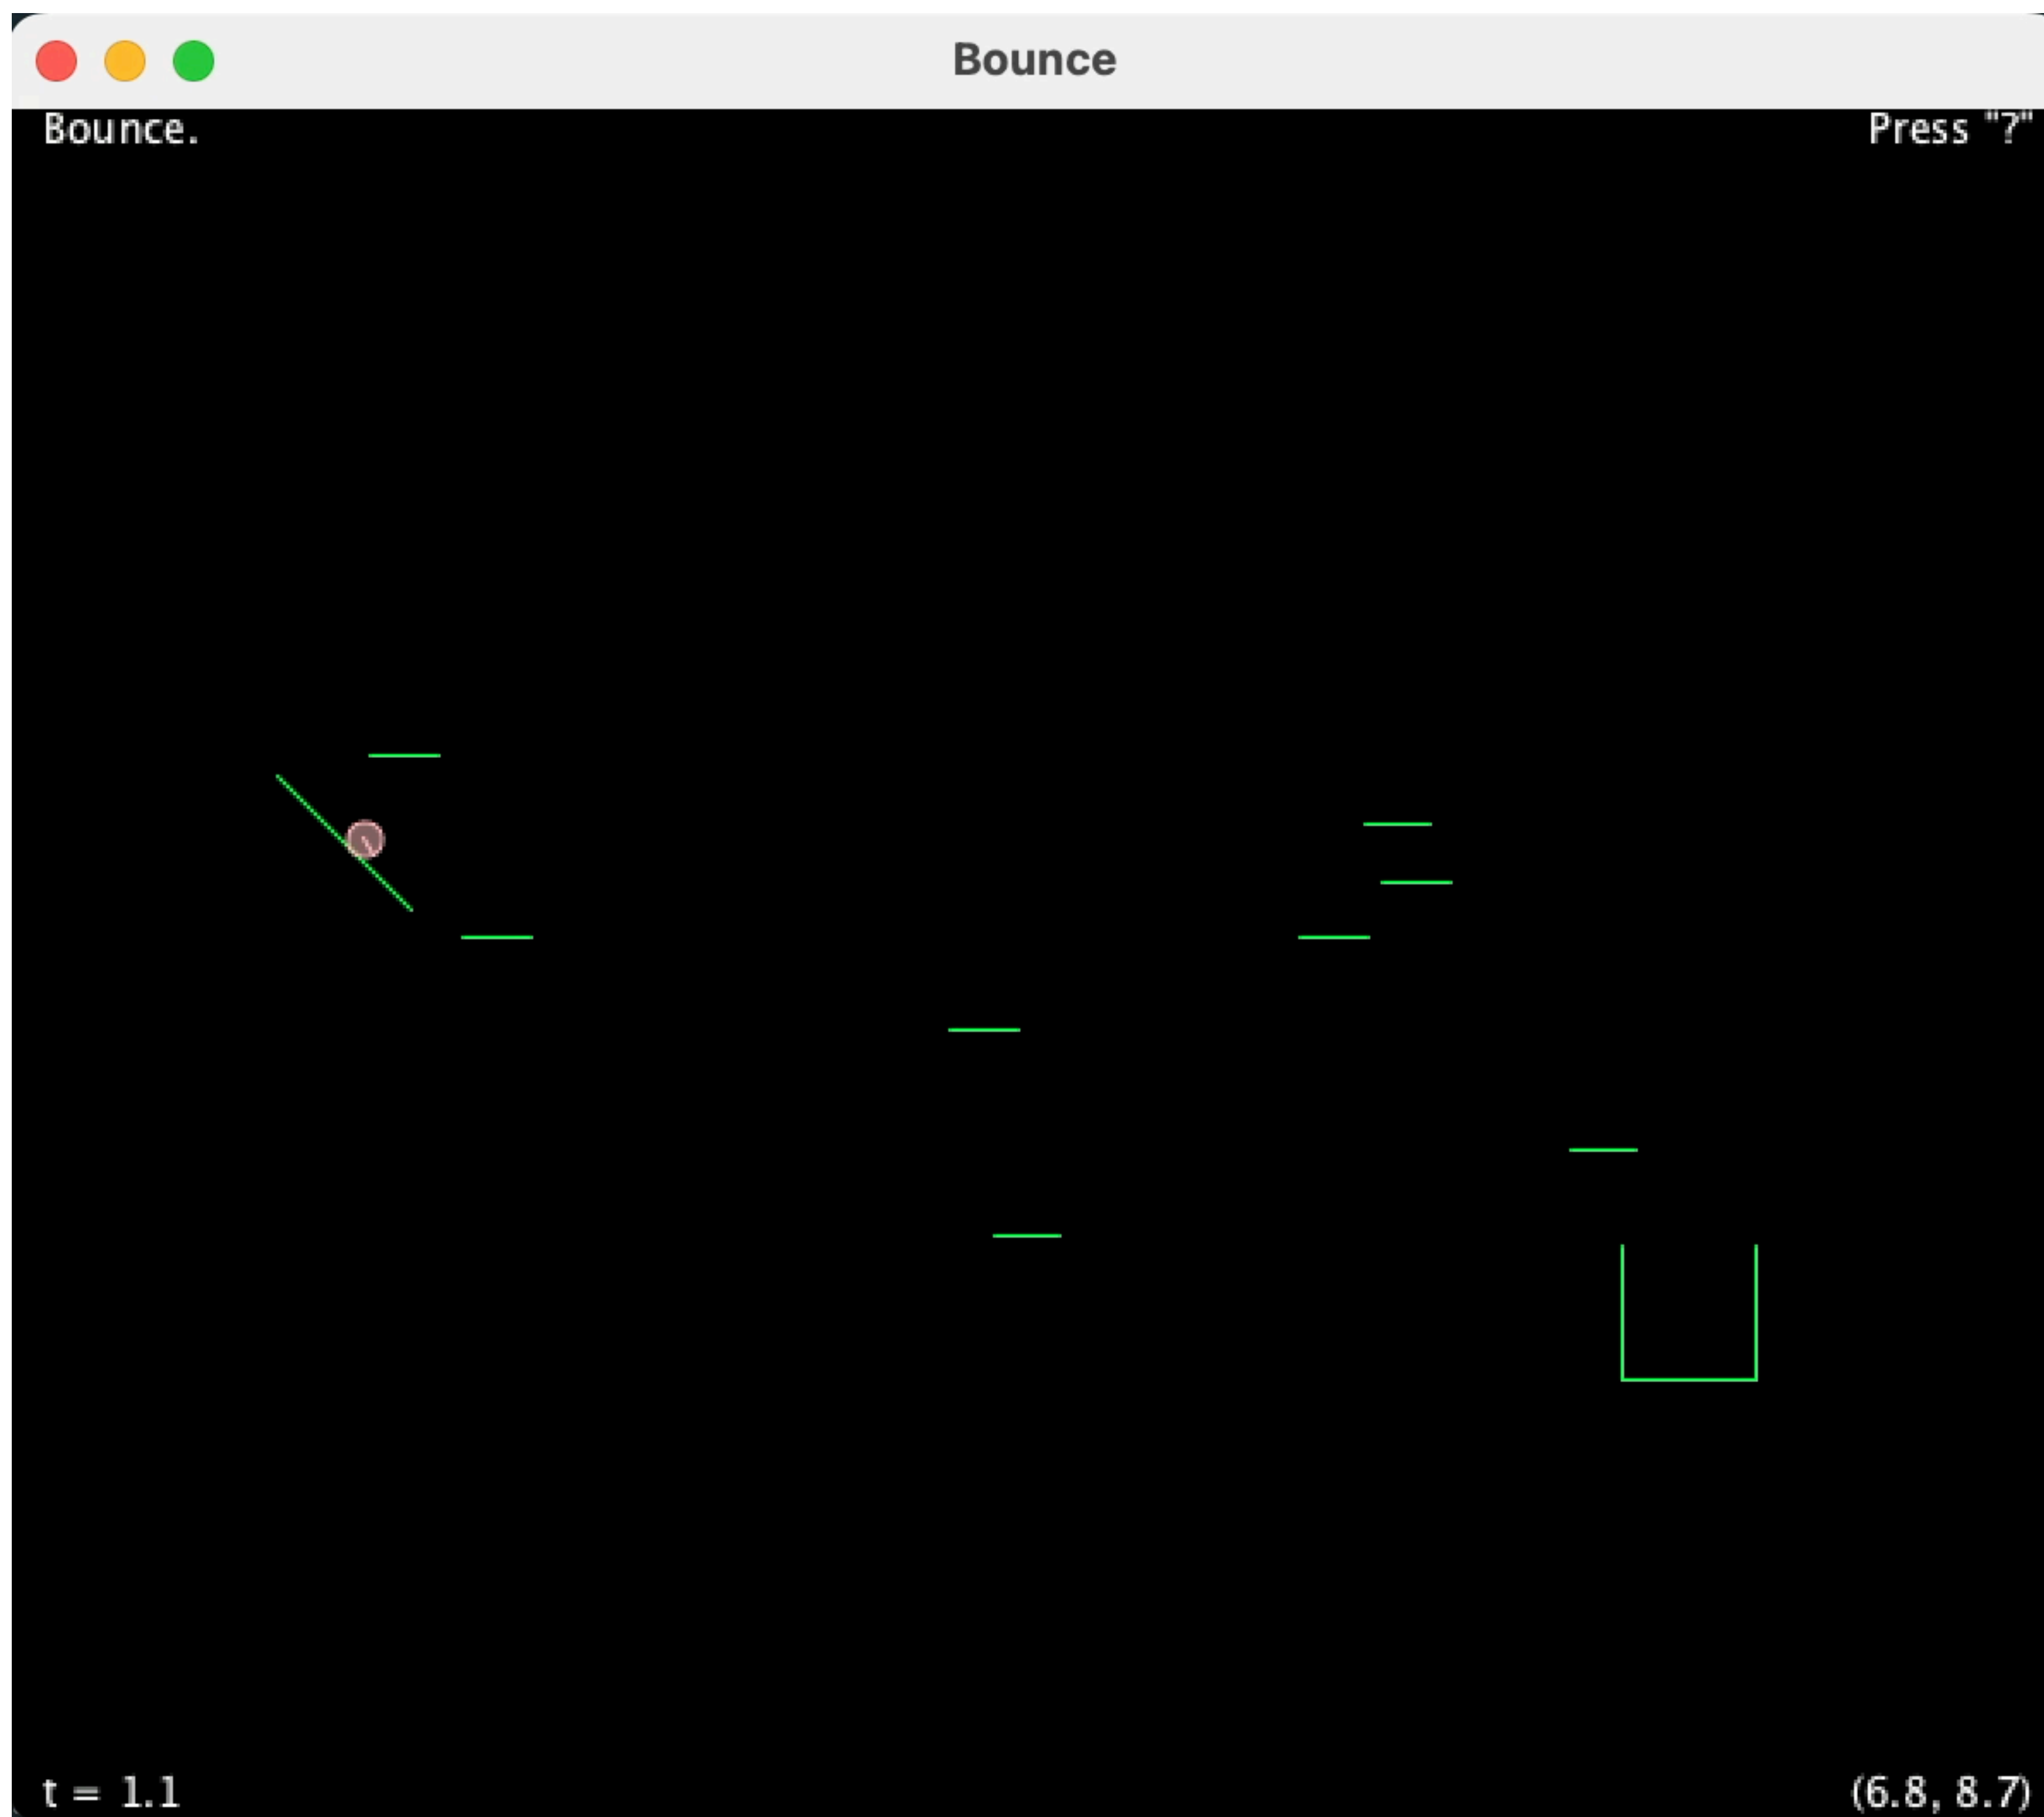 Bounce
Bounce.
Press "?"
t = 1.1
(6.8, 8.7)